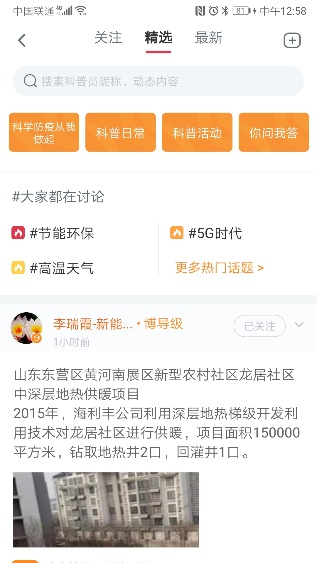 中国联通
81
中午12:58
关注 精选 最新
搜索科普员昵称、动态内容
科学防疫从我做起
科普日常
科普活动
你问我答
#大家都在讨论
#节能环保
#5G时代
#高温天气
更多热门话题 >
李瑞霞-新能... · 博导级
已关注
1小时前
山东东营区黄河南展区新型农村社区龙居社区
中深层地热供暖项目
2015年，海利丰公司利用深层地热梯级开发利
用技术对龙居社区进行供暖，项目面积150000
平方米，钻取地热井2口，回灌井1口。